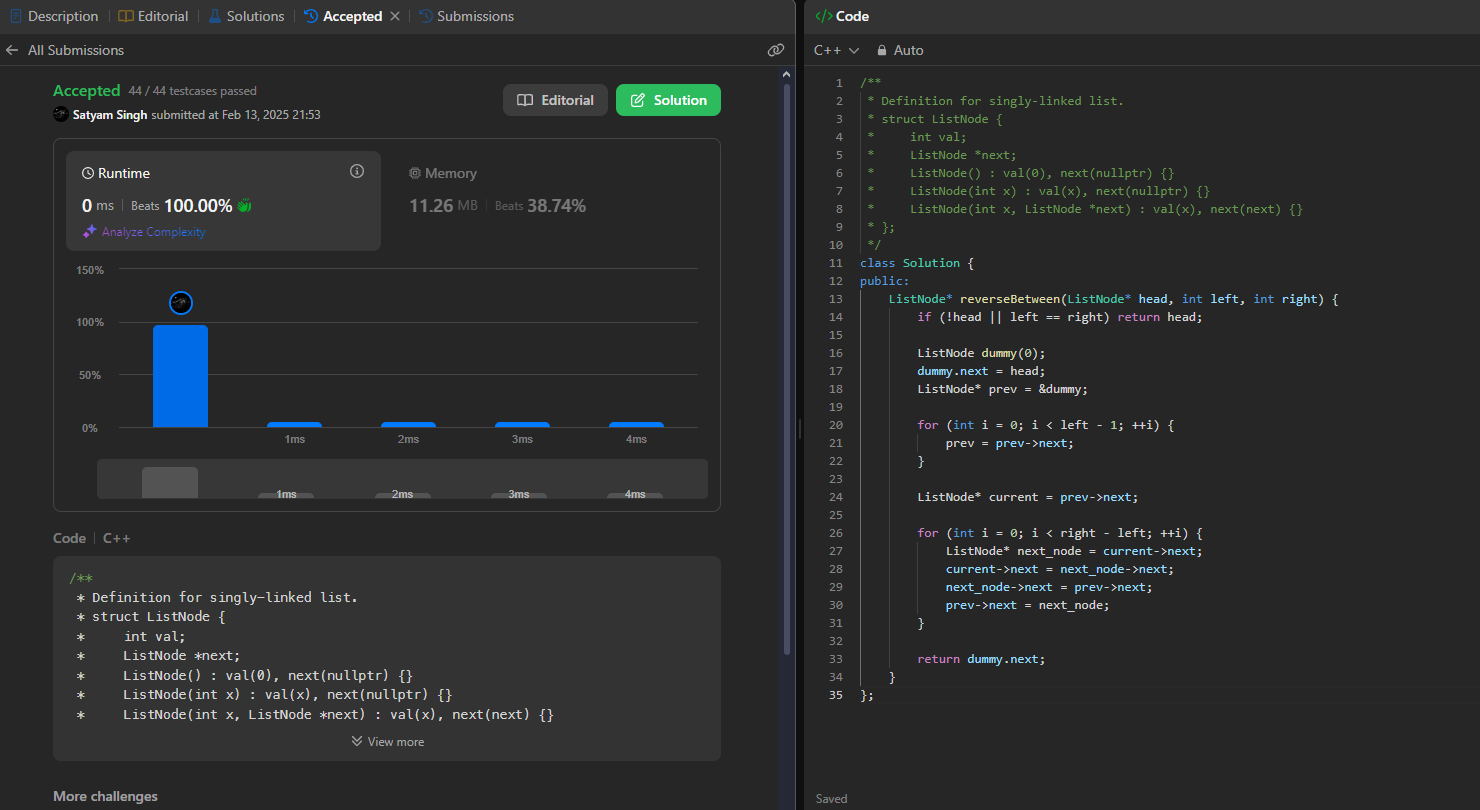 Description | Editorial | Solutions | Accepted | Submissions
All Submissions
Accepted 44 / 44 testcases passed
Satyam Singh submitted at Feb 13, 2025 21:53
Editorial
Solution
Runtime
0 ms | Beats 100.00%
Analyze Complexity
Memory
11.26 MB | Beats 38.74%
150%
100%
50%
0%
1ms 2ms 3ms 4ms
1ms 2ms 3ms 4ms
Code | C++
/**
* Definition for singly-linked list.
* struct ListNode {
*     int val;
*     ListNode *next;
*     ListNode() : val(0), next(nullptr) {}
*     ListNode(int x) : val(x), next(nullptr) {}
*     ListNode(int x, ListNode *next) : val(x), next(next) {}
View more
More challenges
</> Code
C++ Auto
1 /**
2  * Definition for singly-linked list.
3  * struct ListNode {
4  *     int val;
5  *     ListNode *next;
6  *     ListNode() : val(0), next(nullptr) {}
7  *     ListNode(int x) : val(x), next(nullptr) {}
8  *     ListNode(int x, ListNode *next) : val(x), next(next) {}
9  * };
10  */
11 class Solution {
12 public:
13     ListNode* reverseBetween(ListNode* head, int left, int right) {
14         if (!head || left == right) return head;
15
16         ListNode dummy(0);
17         dummy.next = head;
18         ListNode* prev = &dummy;
19
20         for (int i = 0; i < left - 1; ++i) {
21             prev = prev->next;
22         }
23
24         ListNode* current = prev->next;
25
26         for (int i = 0; i < right - left; ++i) {
27             ListNode* next_node = current->next;
28             current->next = next_node->next;
29             next_node->next = prev->next;
30             prev->next = next_node;
31         }
32
33         return dummy.next;
34     }
35 };
Saved